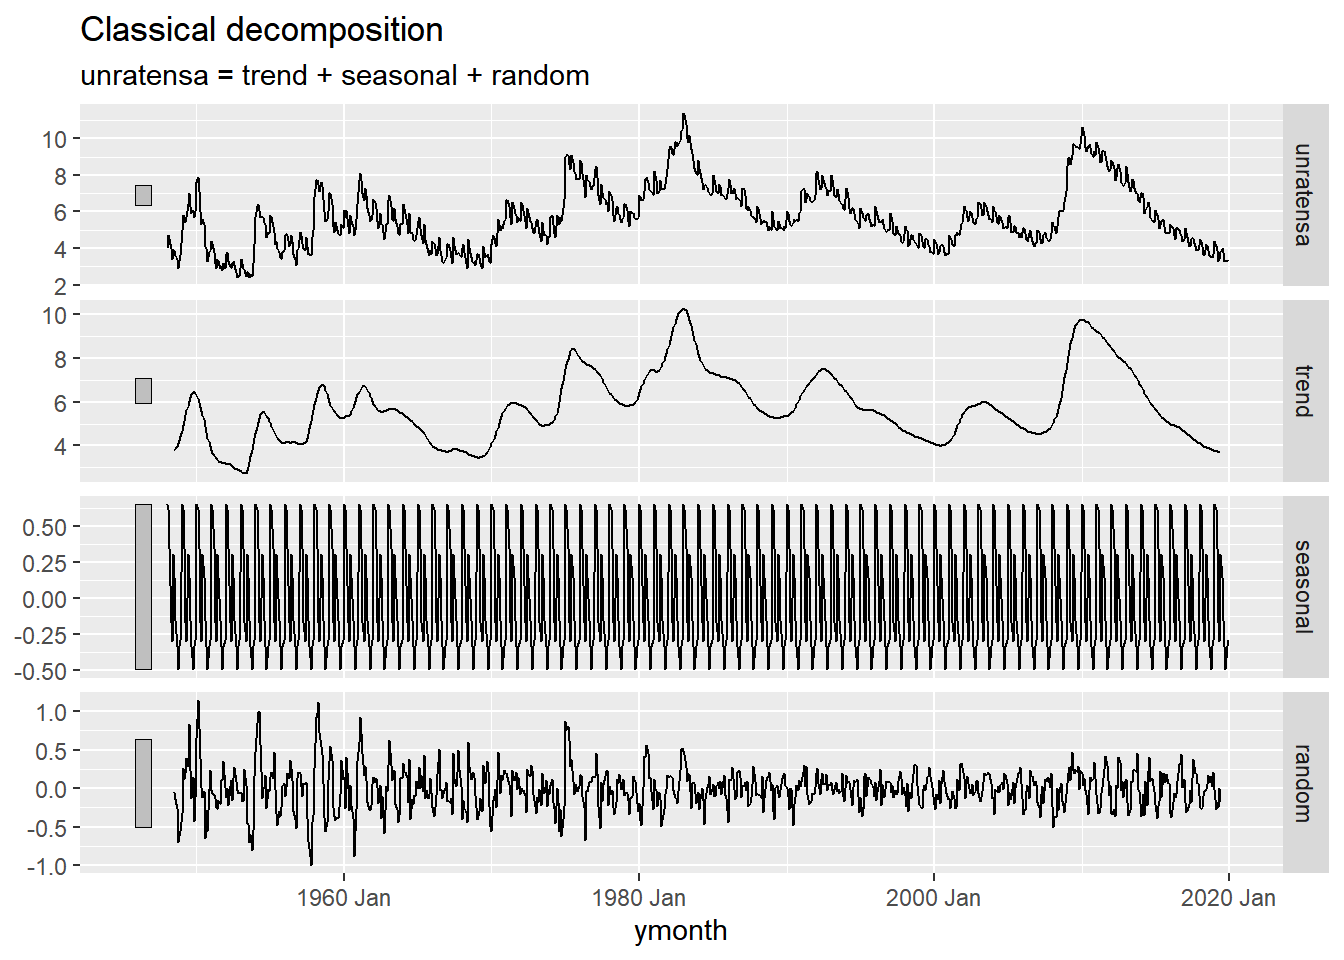 Classical decomposition
unratensa = trend + seasonal + random
10
8
6
4
2
unratensa
10
8
6
4
trend
0.50
0.25
0.00
-0.25
-0.50
seasonal
1.0
0.5
0.0
-0.5
-1.0
random
1960 Jan
1980 Jan
2000 Jan
2020 Jan
ymonth